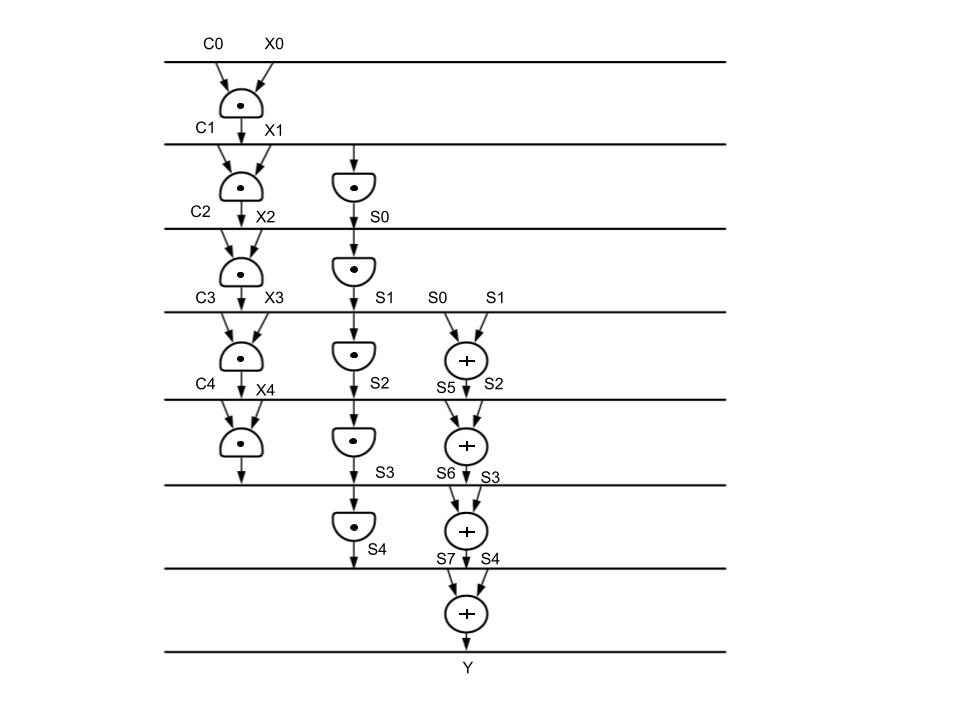 C0 X0
C1 X1
C2 X2 S0
C3 X3 S1 S0 S1
C4 X4 S2 S5 S2
S3 S6 S3
S4 S7 S4
Y